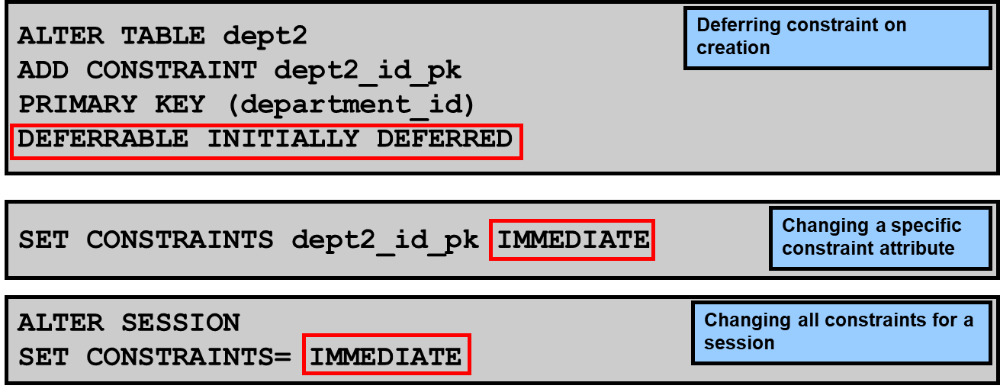 ALTER TABLE dept2
ADD CONSTRAINT dept2_id_pk
PRIMARY KEY (department_id)
DEFERRABLE INITIALLY DEFERRED
Deferring constraint on
creation
SET CONSTRAINTS dept2_id_pk IMMEDIATE
Changing a specific
constraint attribute
ALTER SESSION
SET CONSTRAINTS= IMMEDIATE
Changing all constraints for a
session